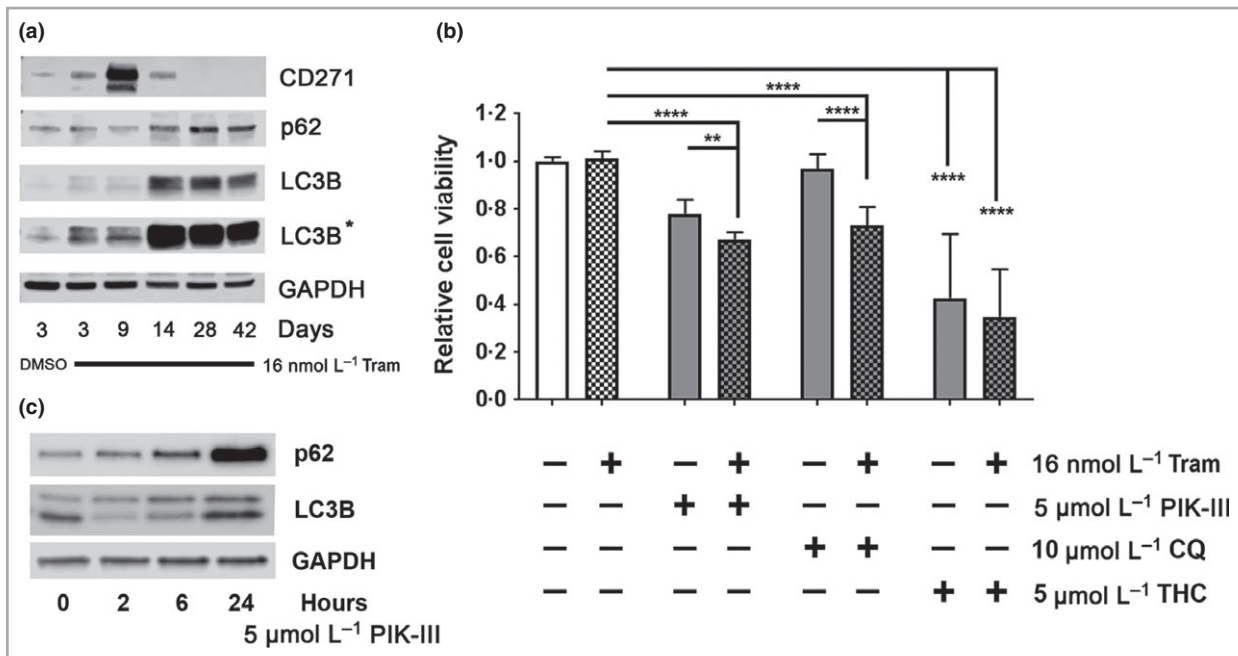 (a)
CD271
p62
LC3B
LC3B*
GAPDH
3 3 9 14 28 42 Days
DMSO 16 nmol L⁻¹ Tram
(b)
****
****
****
****
**
****
****
1·2
1·0
0·8
0·6
0·4
0·2
0·0
Relative cell viability
– + – + – + – + 16 nmol L⁻¹ Tram
– – + + – – – – 5 μmol L⁻¹ PIK-III
– – – – + + – – 10 μmol L⁻¹ CQ
– – – – – – + + 5 μmol L⁻¹ THC
(c)
p62
LC3B
GAPDH
0 2 6 24 Hours
5 μmol L⁻¹ PIK-III